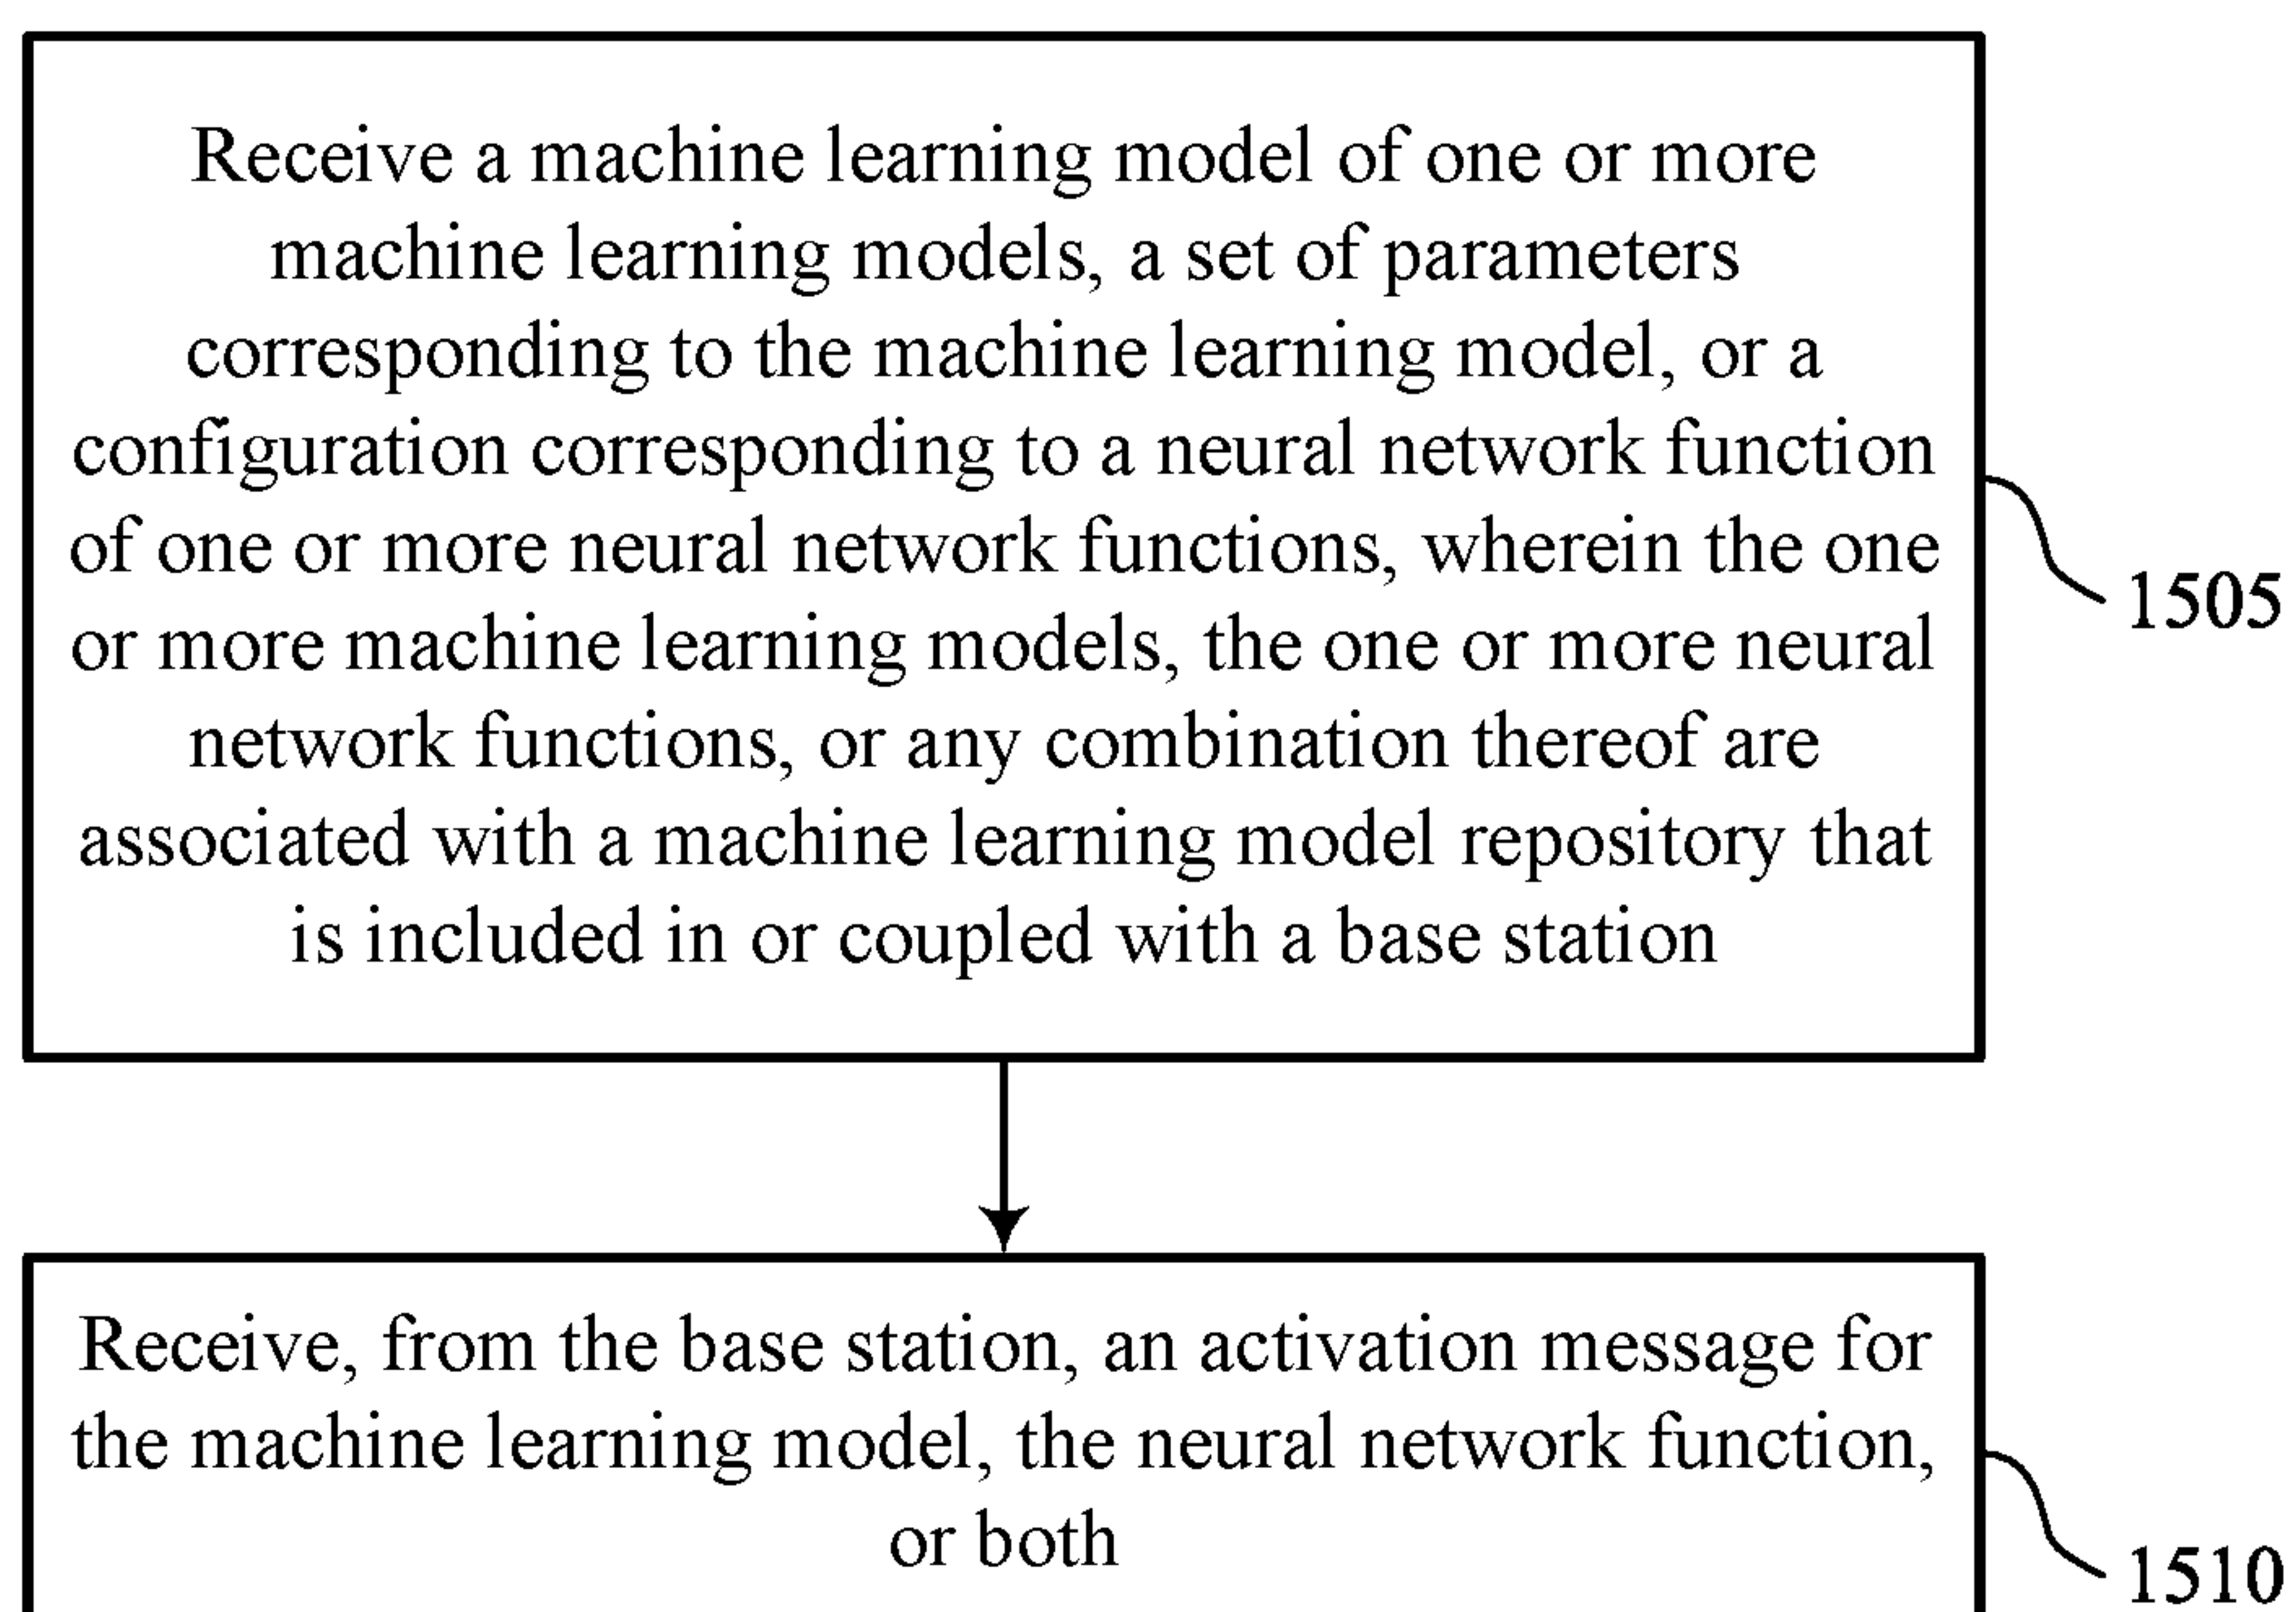 Receive a machine learning model of one or more
machine learning models, a set of parameters
corresponding to the machine learning model, or a
configuration corresponding to a neural network function
of one or more neural network functions, wherein the one
or more machine learning models, the one or more neural
network functions, or any combination thereof are
associated with a machine learning model repository that
is included in or coupled with a base station
1505
Receive, from the base station, an activation message for
the machine learning model, the neural network function,
or both
1510